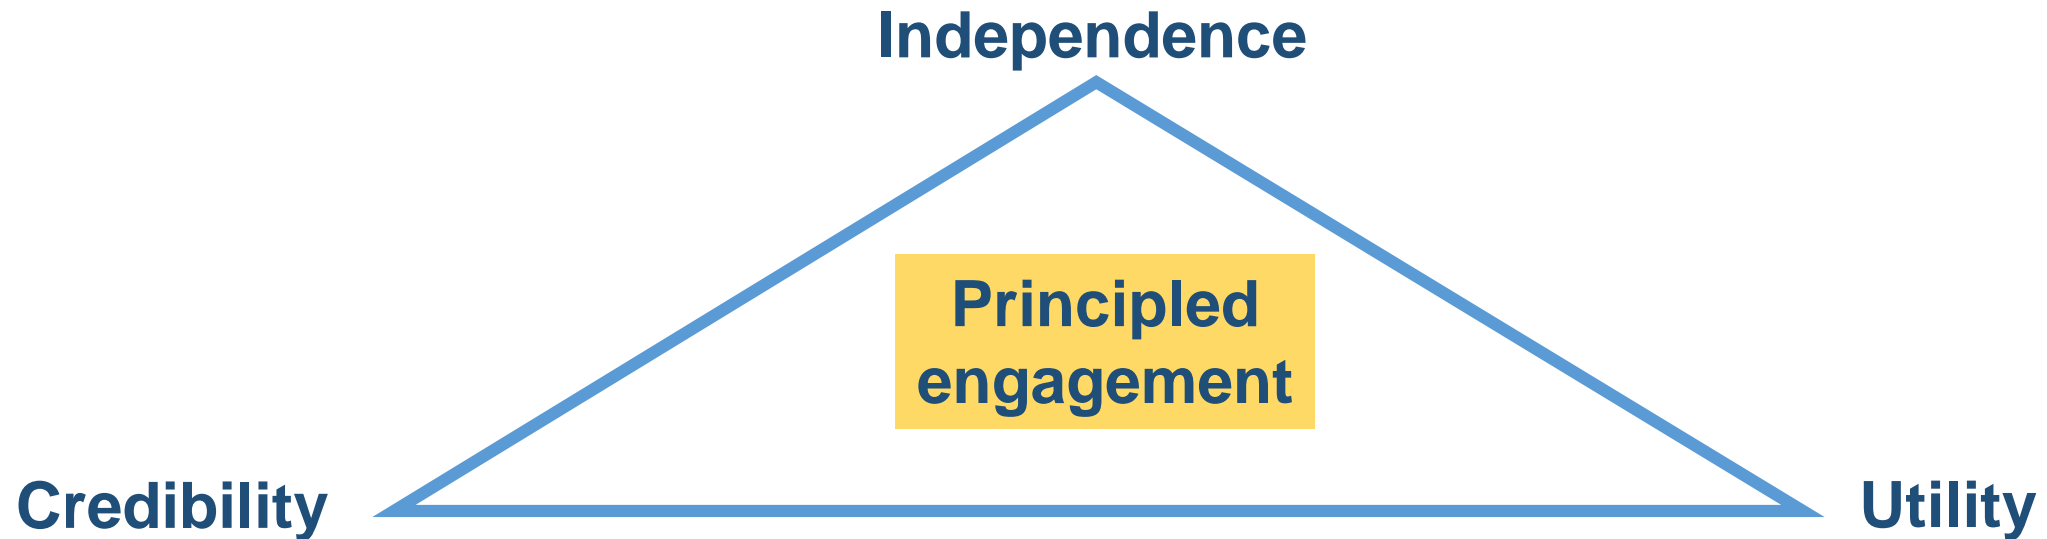 Independence
Principled
engagement
Credibility
Utility